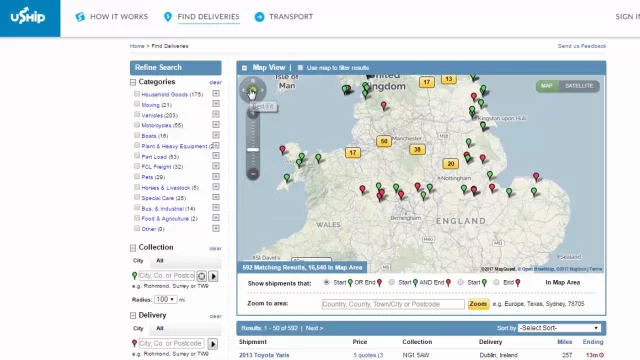 uShip
HOW IT WORKS
FIND DELIVERIES
TRANSPORT
SIGN IN
Home > Find Deliveries
Send us Feedback
Refine Search
Categories clear
Household Goods (175)
Moving (21)
Vehicles (203)
Motorcycles (55)
Boats (16)
Plant & Heavy Equipment (2
Part Load (53)
FCL Freight (32)
Pets (29)
Horses & Livestock (5)
Special Care (25)
Bus. & Industrial (14)
Food & Agriculture (2)
Other (0)
Collection clear
City All
City, Co. or Postco
e.g. Richmond, Surrey or TW9
Radius: 100 mi.
Delivery clear
City All
City, Co. or Postco
e.g. Richmond, Surrey or TW9
Map View
Use map to filter results
Isle of
Man
United
Kingdom
17
13
MAP
SATELLITE
Best Fit
Kingston upon Hull
Manchester
50
38
17
20
Nottingham
Birmingham
WALES
ENGLAND
592 Matching Results, 16,540 In Map Area
©2017 MapQuest, © OpenStreetMap, ©2017 Mapbox | Terms
Show shipments that: Start OR End Start AND End Start End In Map Area
Zoom to area: Country, County, Town/City or Postcode Zoom e.g. Europe, Texas, Sydney, 78705
Results: 1 - 50 of 592 | Next >
Sort by -Select Sort-
Shipment Price Collection Delivery Miles Ending
2013 Toyota Yaris 5 quotes (3 NG1 5AW Dublin, Ireland 257 13m